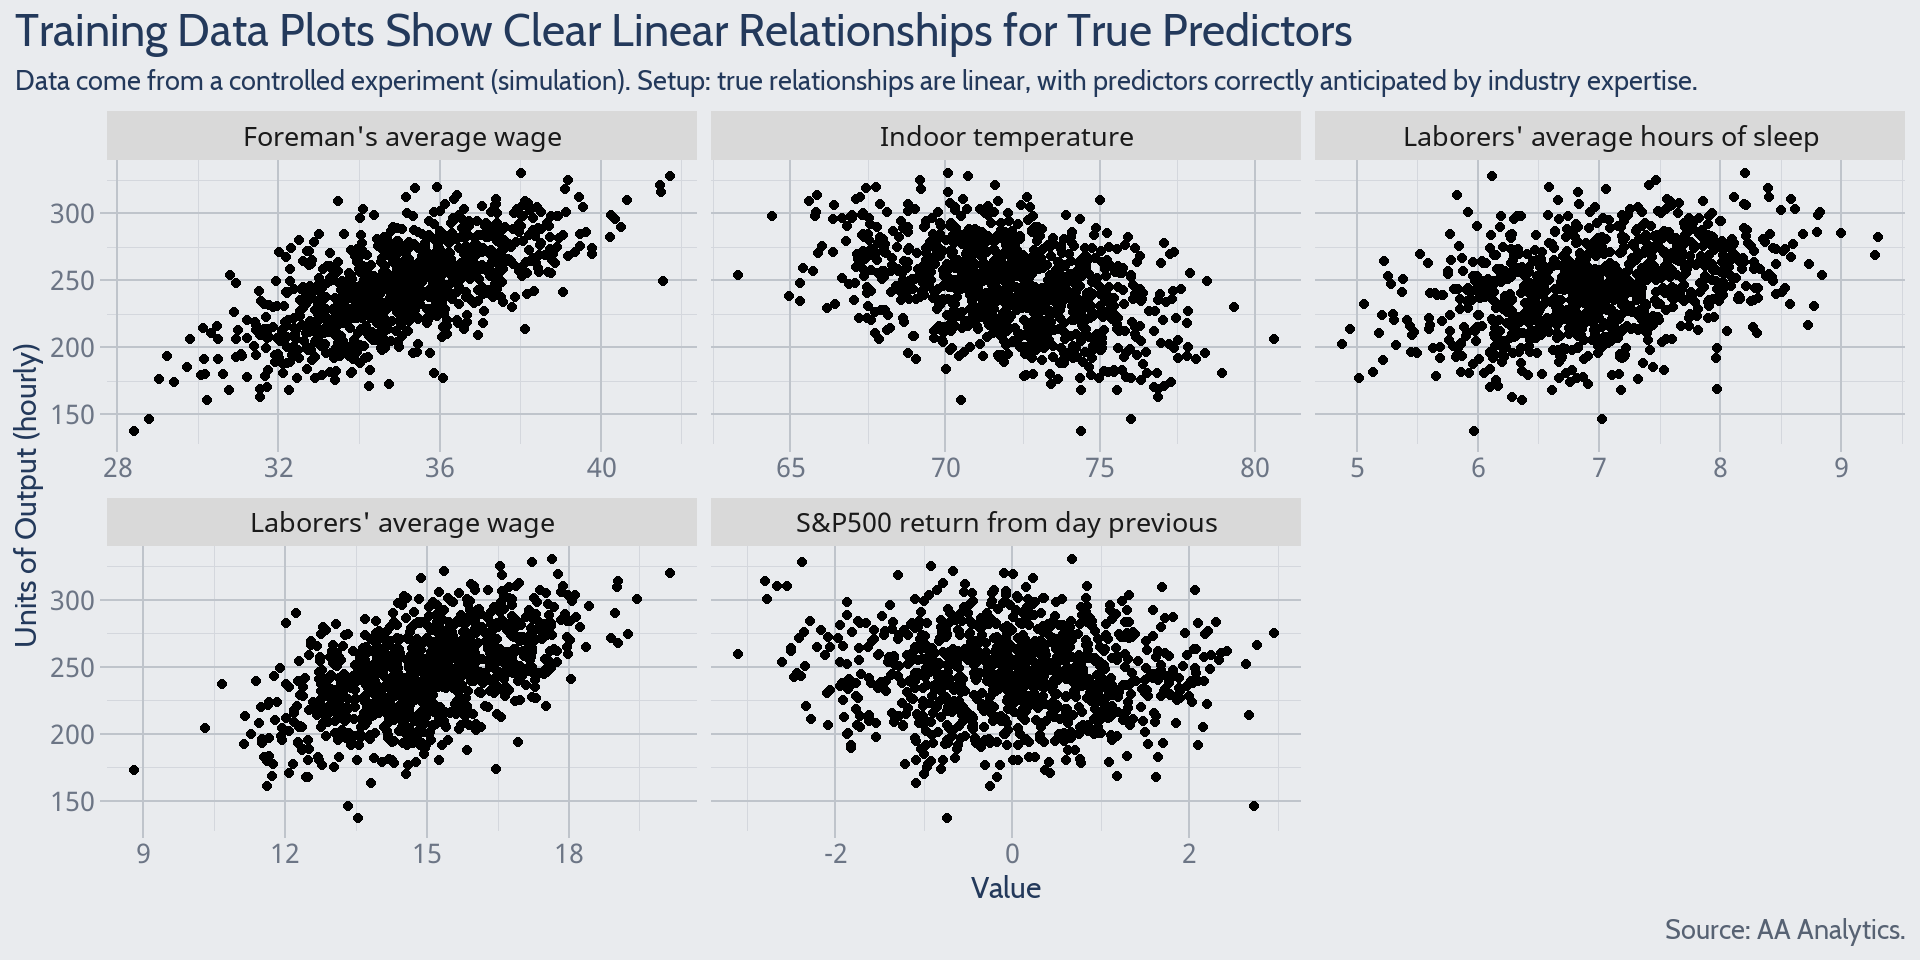 Training Data Plots Show Clear Linear Relationships for True Predictors
Data come from a controlled experiment (simulation). Setup: true relationships are linear, with predictors correctly anticipated by industry expertise.
Foreman's average wage
Indoor temperature
Laborers' average hours of sleep
300
250
200
150
28 32 36 40
65 70 75 80
5 6 7 8 9
Units of Output (hourly)
Laborers' average wage
S&P500 return from day previous
300
250
200
150
9 12 15 18
-2 0 2
Value
Source: AA Analytics.